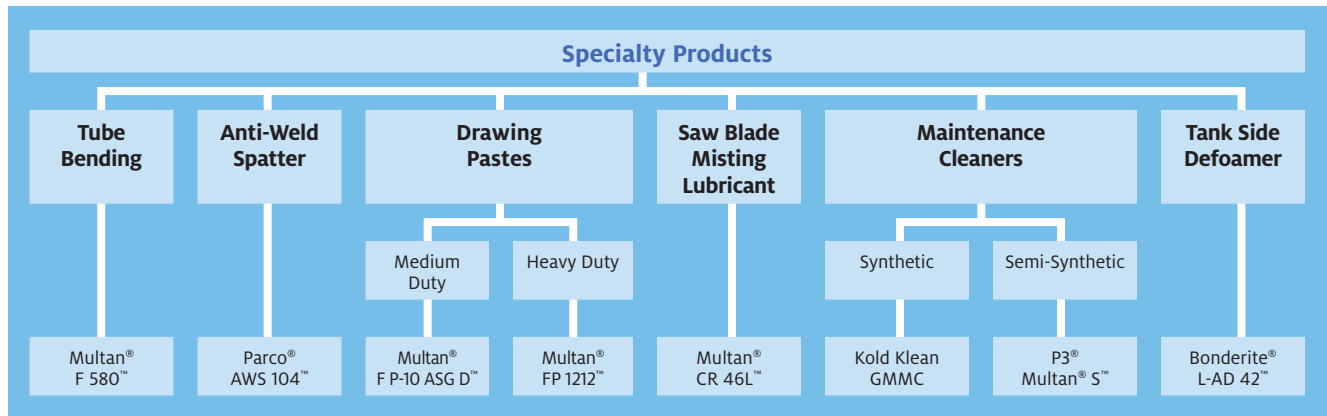 Specialty Products
Tube
Bending
Anti-Weld
Spatter
Drawing
Pastes
Saw Blade
Misting
Lubricant
Maintenance
Cleaners
Tank Side
Defoamer
Medium
Duty
Heavy Duty
Synthetic
Semi-Synthetic
Multan®
F 580™
Parco®
AWS 104™
Multan®
F P-10 ASG D™
Multan®
FP 1212™
Multan®
CR 46L™
Kold Klean
GMMC
P3®
Multan® S™
Bonderite®
L-AD 42™